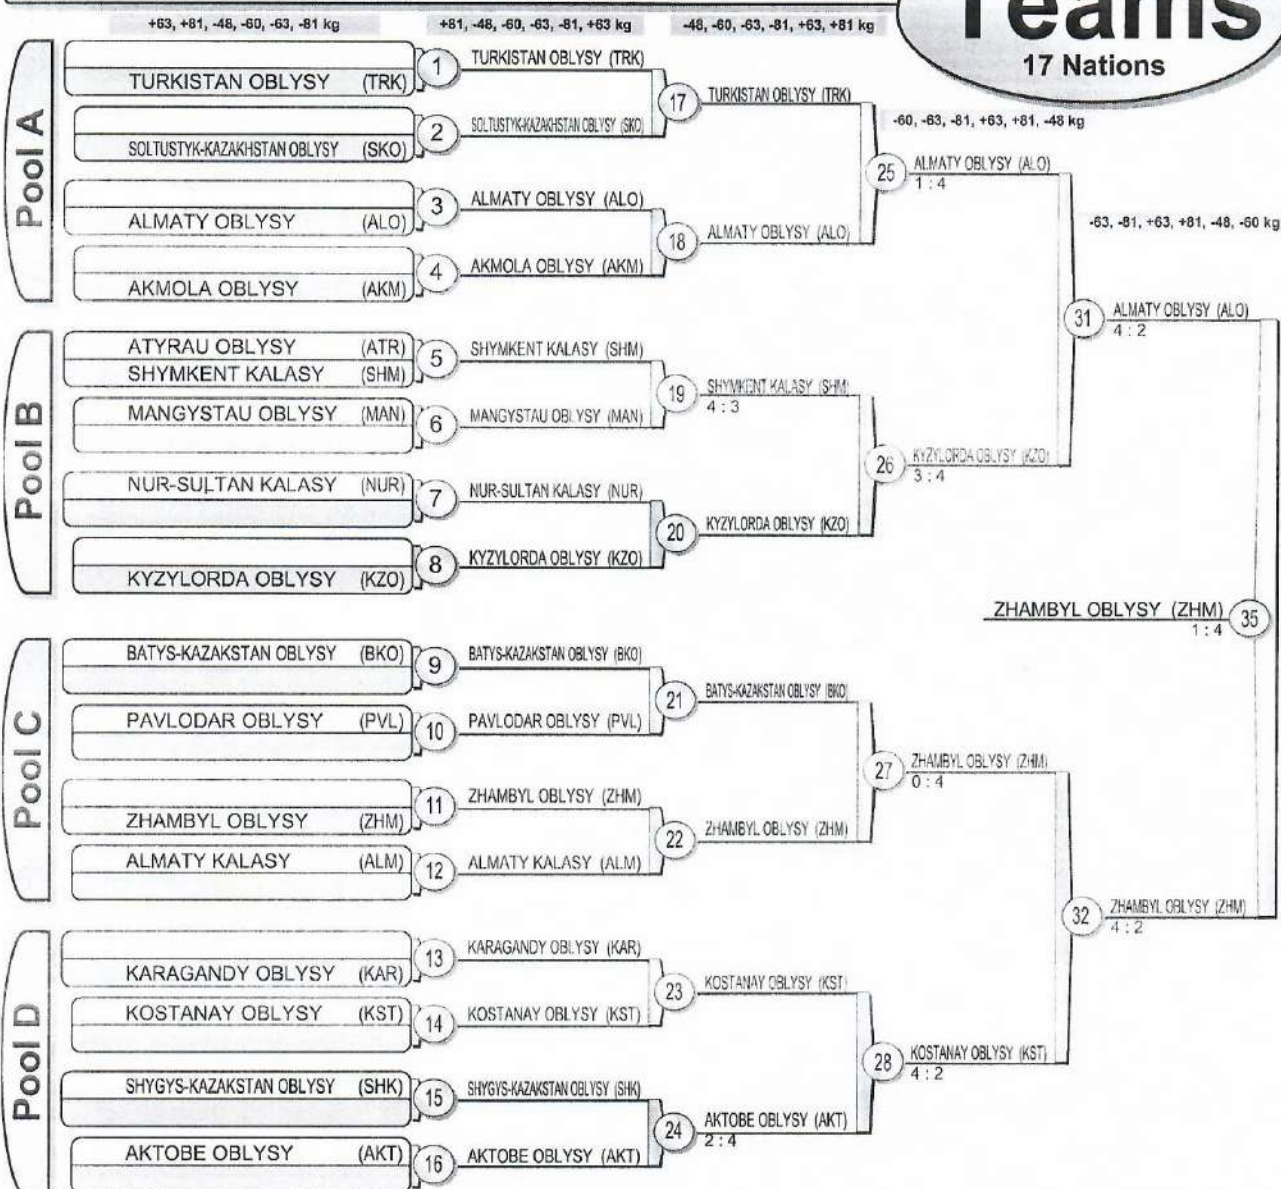 Teams
17 Nations
+63, +81, -48, -60, -63, -81 kg
+81, -48, -60, -63, -81, +63 kg
-48, -60, -63, -81, +63, +81 kg
-60, -63, -81, +63, +81, -48 kg
-63, -81, +63, +81, -48, -60 kg
Pool A
TURKISTAN OBLYSY (TRK)
SOLTUSTYK-KAZAKHSTAN OBLYSY (SKO)
ALMATY OBLYSY (ALO)
AKMOLA OBLYSY (AKM)
1
2
3
4
TURKISTAN OBLYSY (TRK)
SOLTUSTYK-KAZAKHSTAN OBLYSY (SKO)
ALMATY OBLYSY (ALO)
AKMOLA OBLYSY (AKM)
17
18
TURKISTAN OBLYSY (TRK)
ALMATY OBLYSY (ALO)
25
ALMATY OBLYSY (ALO)
1 : 4
Pool B
ATYRAU OBLYSY (ATR)
SHYMKENT KALASY (SHM)
MANGYSTAU OBLYSY (MAN)
NUR-SULTAN KALASY (NUR)
KYZYLORDA OBLYSY (KZO)
5
6
7
8
SHYMKENT KALASY (SHM)
MANGYSTAU OBLYSY (MAN)
NUR-SULTAN KALASY (NUR)
KYZYLORDA OBLYSY (KZO)
19
20
SHYMKENT KALASY (SHM)
4 : 3
KYZYLORDA OBLYSY (KZO)
26
KYZYLORDA OBLYSY (KZO)
3 : 4
31
ALMATY OBLYSY (ALO)
4 : 2
Pool C
BATYS-KAZAKSTAN OBLYSY (BKO)
PAVLODAR OBLYSY (PVL)
ZHAMBYL OBLYSY (ZHM)
ALMATY KALASY (ALM)
9
10
11
12
BATYS-KAZAKSTAN OBLYSY (BKO)
PAVLODAR OBLYSY (PVL)
ZHAMBYL OBLYSY (ZHM)
ALMATY KALASY (ALM)
21
22
BATYS-KAZAKSTAN OBLYSY (BKO)
ZHAMBYL OBLYSY (ZHM)
27
ZHAMBYL OBLYSY (ZHM)
0 : 4
Pool D
KARAGANDY OBLYSY (KAR)
KOSTANAY OBLYSY (KST)
SHYGYS-KAZAKSTAN OBLYSY (SHK)
AKTOBE OBLYSY (AKT)
13
14
15
16
KARAGANDY OBLYSY (KAR)
KOSTANAY OBLYSY (KST)
SHYGYS-KAZAKSTAN OBLYSY (SHK)
AKTOBE OBLYSY (AKT)
23
24
KOSTANAY OBLYSY (KST)
AKTOBE OBLYSY (AKT)
2 : 4
28
KOSTANAY OBLYSY (KST)
4 : 2
32
ZHAMBYL OBLYSY (ZHM)
4 : 2
ZHAMBYL OBLYSY (ZHM)
1 : 4
35